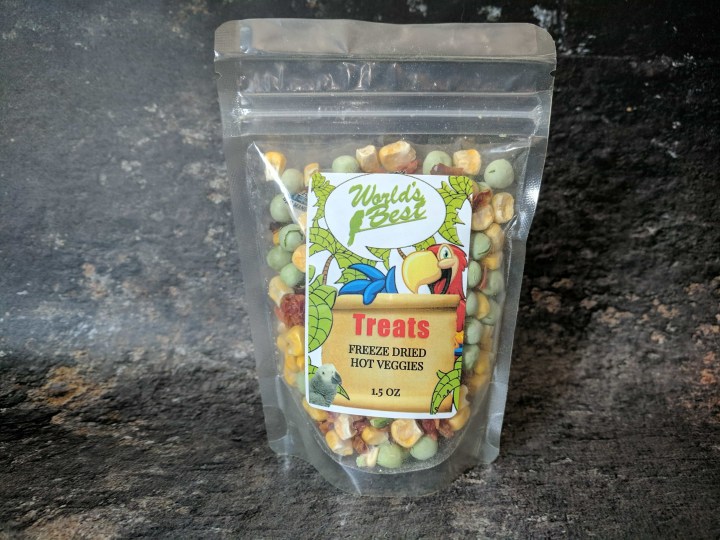 World's
Best
Treats
FREEZE DRIED
HOT VEGGIES
1.5 OZ